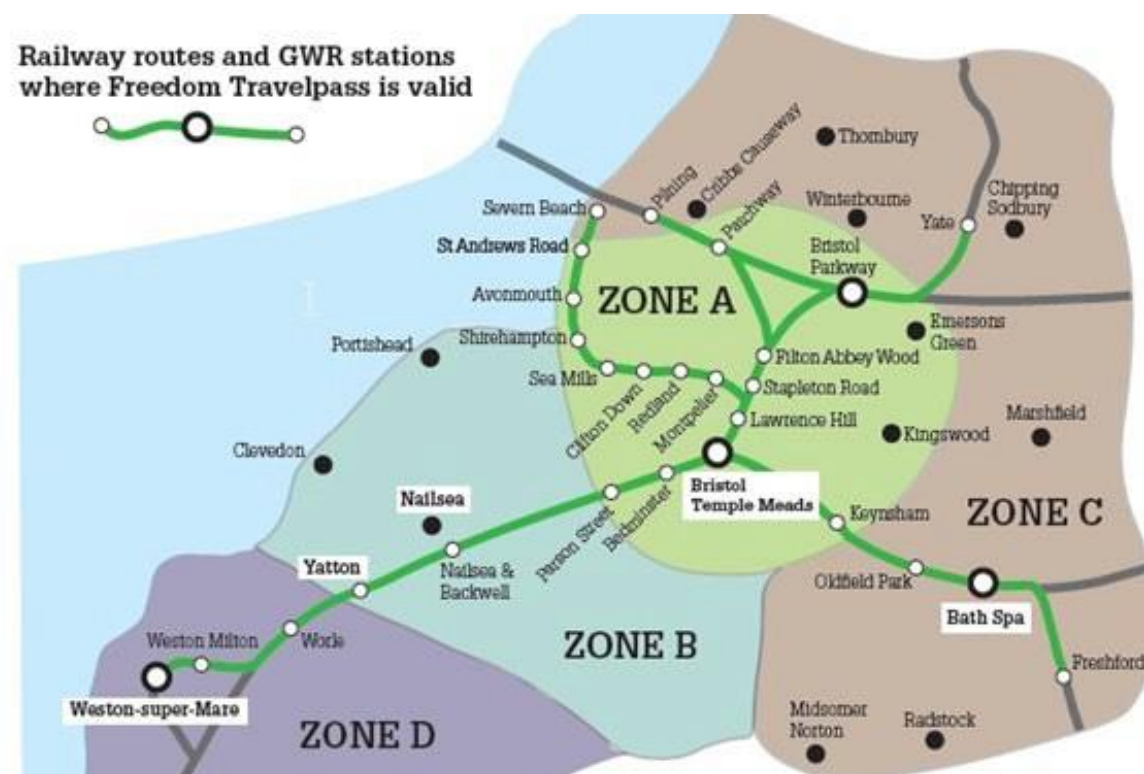 Railway routes and GWR stations
where Freedom Travelpass is valid
Thornbury
Cribbs Causeway
Pilning
Severn Beach
Patchway
Winterbourne
Chipping
Sodbury
Yate
St Andrews Road
Bristol
Parkway
Avonmouth
ZONE A
Emersons
Green
Shirehampton
Portishead
Filton Abbey Wood
Sea Mills
Stapleton Road
Clifton Down
Redland
Montpelier
Lawrence Hill
Marshfield
Kingswood
Clevedon
Nailsea
Bristol
Temple Meads
Parson Street
Bedminster
ZONE C
Keynsham
Yatton
Nailsea &
Backwell
Oldfield Park
Bath Spa
Weston Milton
Worle
ZONE B
Freshford
Weston-super-Mare
ZONE D
Midsomer
Norton
Radstock